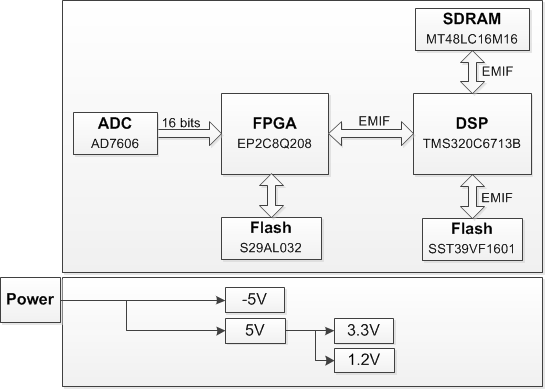 SDRAM
MT48LC16M16
EMIF
ADC
AD7606
16 bits
FPGA
EP2C8Q208
EMIF
DSP
TMS320C6713B
EMIF
Flash
S29AL032
Flash
SST39VF1601
Power
-5V
5V
3.3V
1.2V